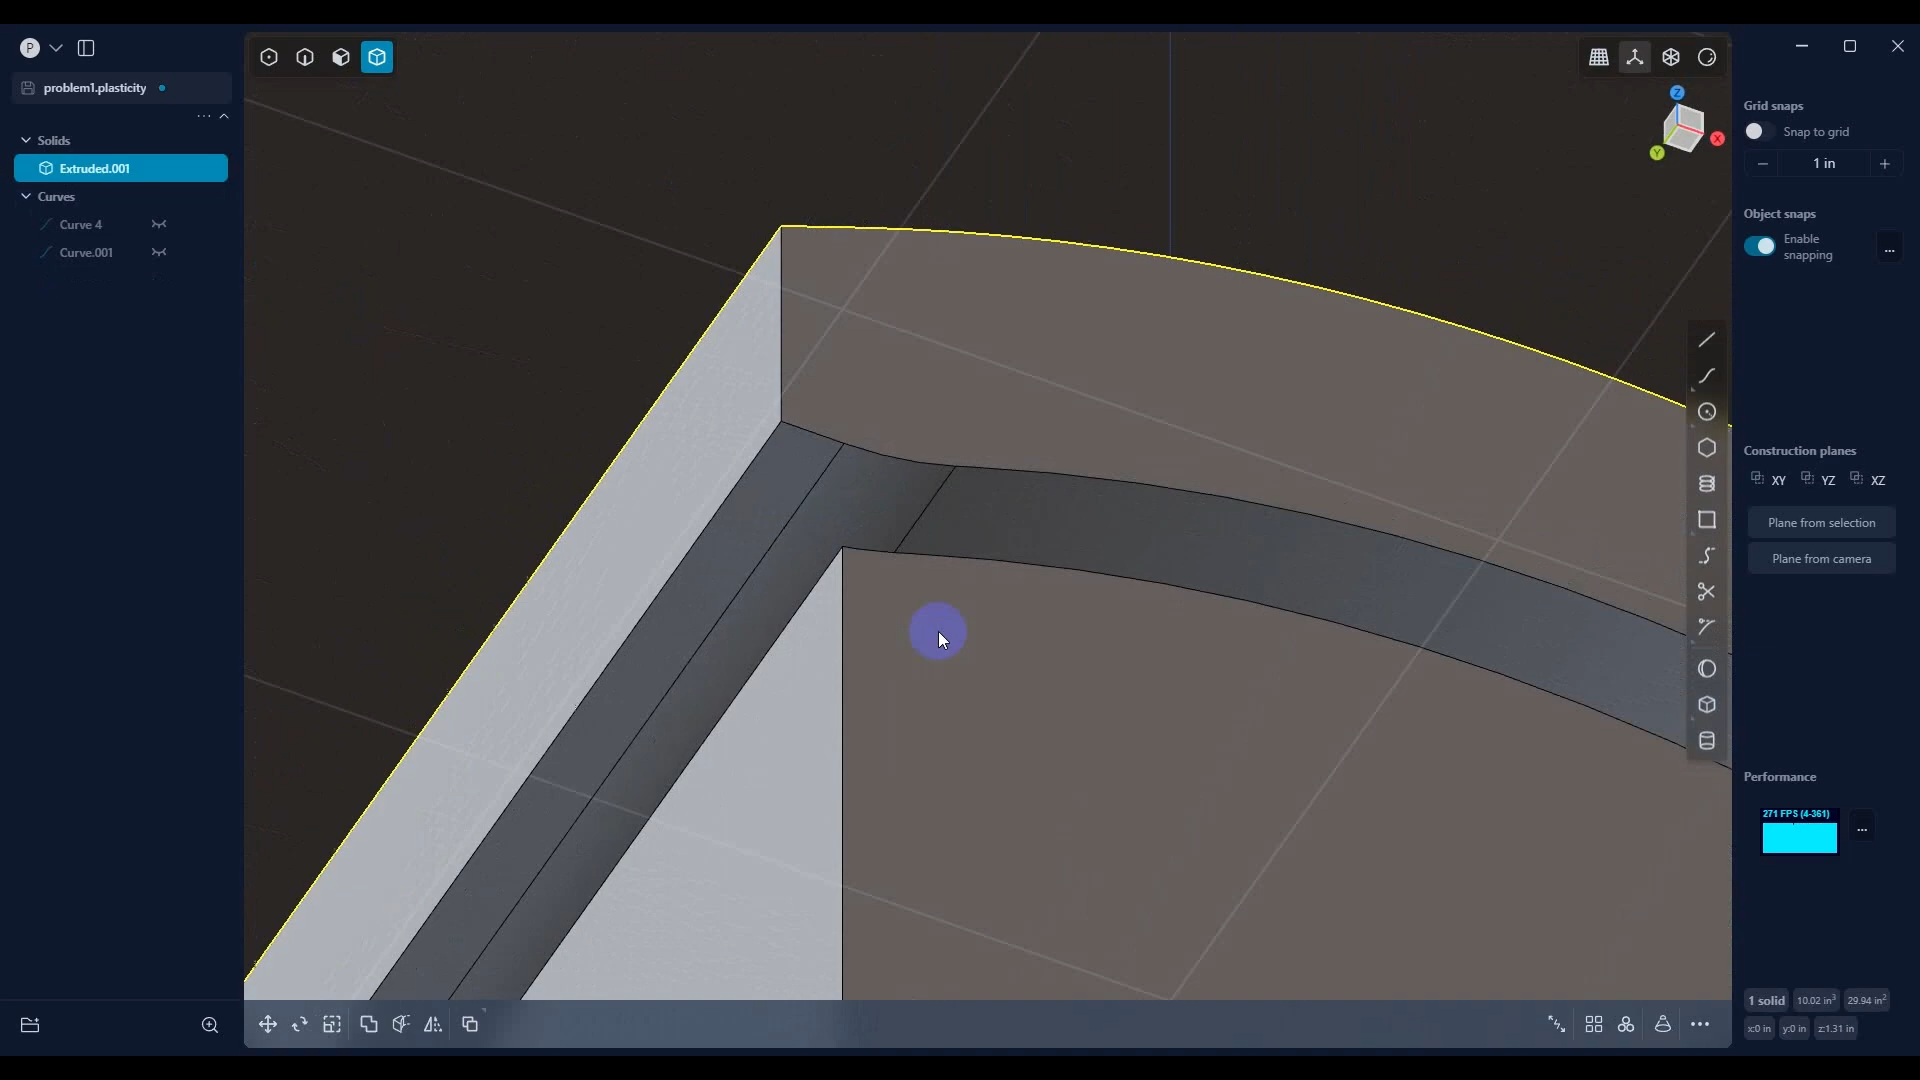 P
problem1.plasticity
Solids
Extruded.001
Curves
Curve 4
Curve.001
Z
X
Y
Grid snaps
Snap to grid
1 in
Object snaps
Enable
snapping
Construction planes
XY YZ XZ
Plane from selection
Plane from camera
Performance
271 FPS (4-361)
1 solid 10.02 in³ 29.94 in²
x:0 in y:0 in z:1.31 in